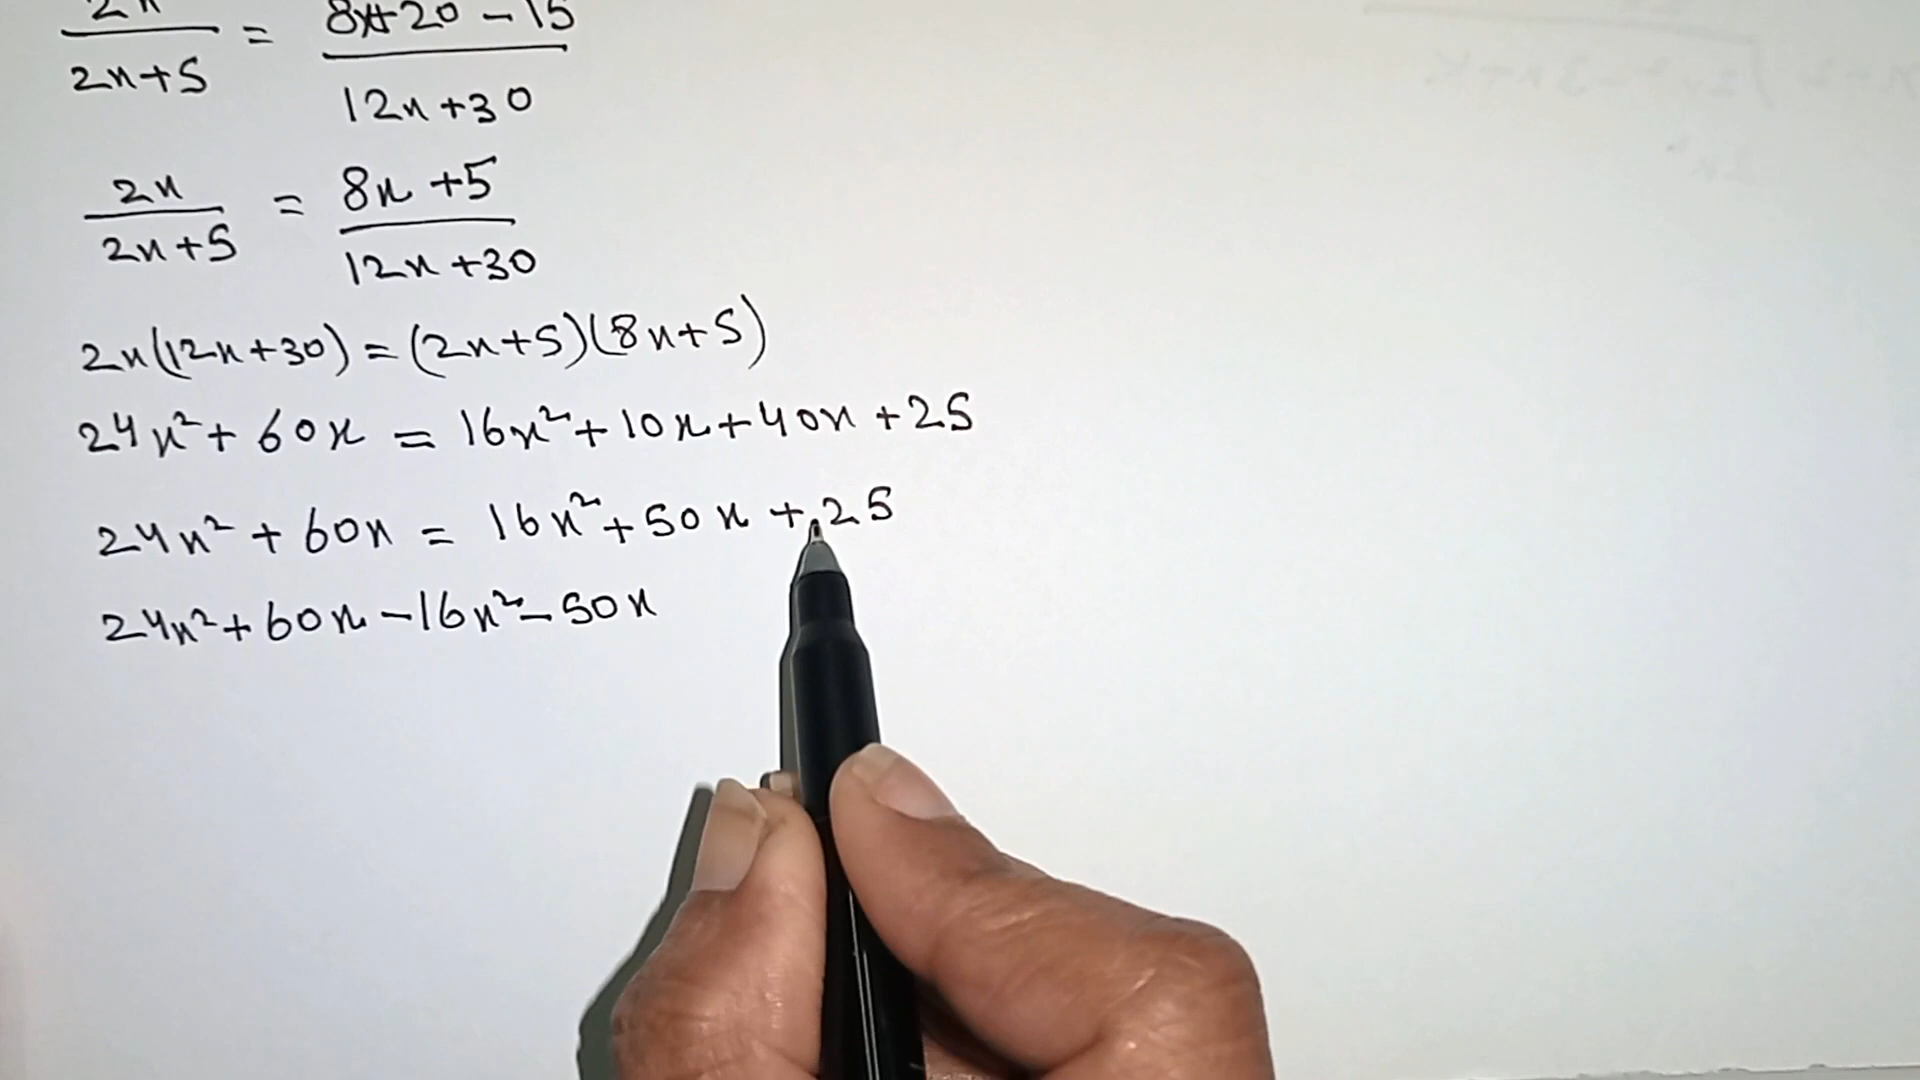 2x/2x+5 = 8x+20-15/12x+30
2x/2x+5 = 8x+5/12x+30
2x(12x+30) = (2x+5)(8x+5)
24x²+60x = 16x²+10x+40x+25
24x²+60x = 16x²+50x+25
24x²+60x-16x²-50x